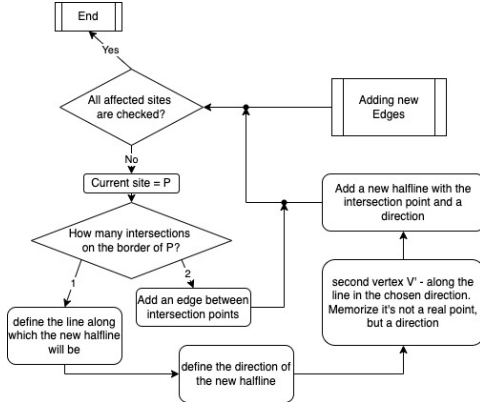 End
Yes
All affected sites
are checked?
Adding new
Edges
No
Current site = P
How many intersections
on the border of P?
1
2
Add an edge between
intersection points
Add a new halfline with the
intersection point and a
direction
define the line along
which the new halfline
will be
second vertex V' - along the
line in the chosen direction.
Memorize it's not a real point,
but a direction
define the direction of
the new halfline